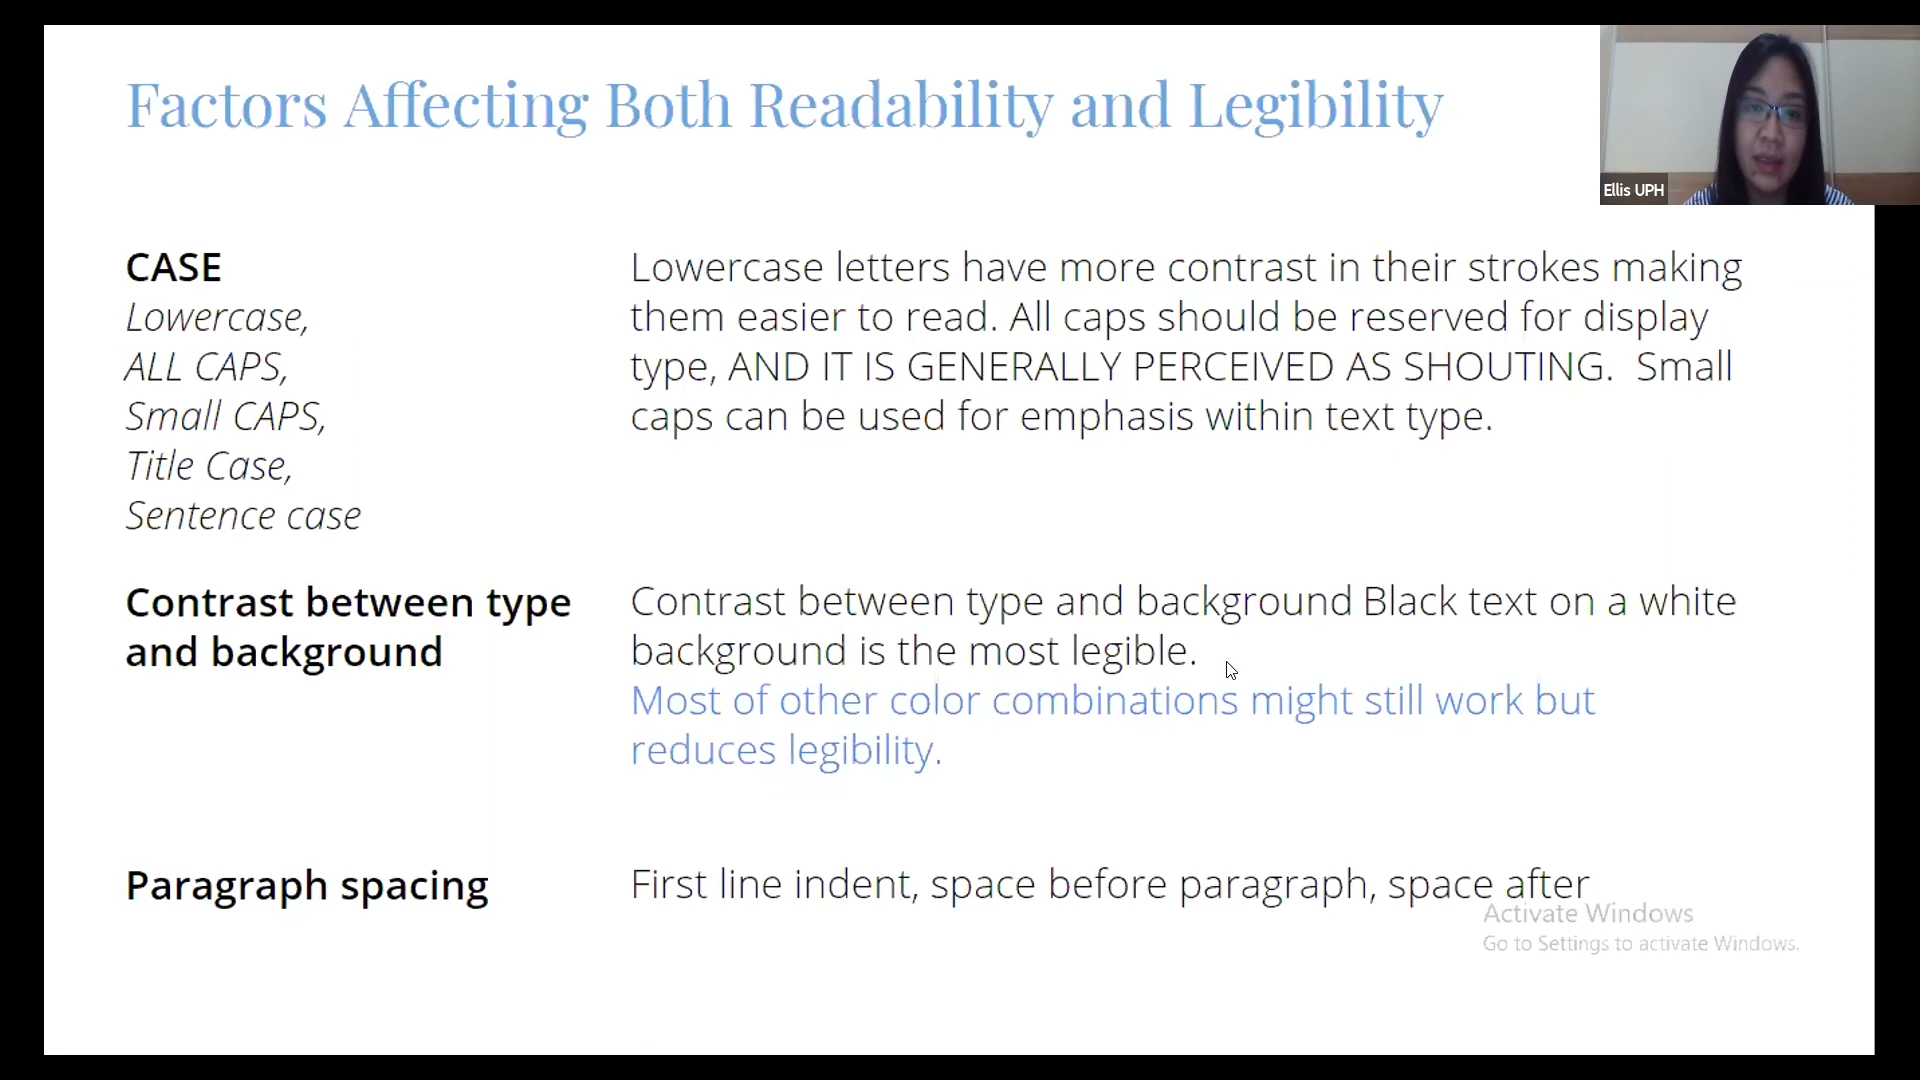 Factors Affecting Both Readability and Legibility
Ellis UPH
CASE
Lowercase,
ALL CAPS,
Small CAPS,
Title Case,
Sentence case
Lowercase letters have more contrast in their strokes making
them easier to read. All caps should be reserved for display
type, AND IT IS GENERALLY PERCEIVED AS SHOUTING.  Small
caps can be used for emphasis within text type.
Contrast between type
and background
Contrast between type and background Black text on a white
background is the most legible.
Most of other color combinations might still work but
reduces legibility.
Paragraph spacing
First line indent, space before paragraph, space after
Activate Windows
Go to Settings to activate Windows.